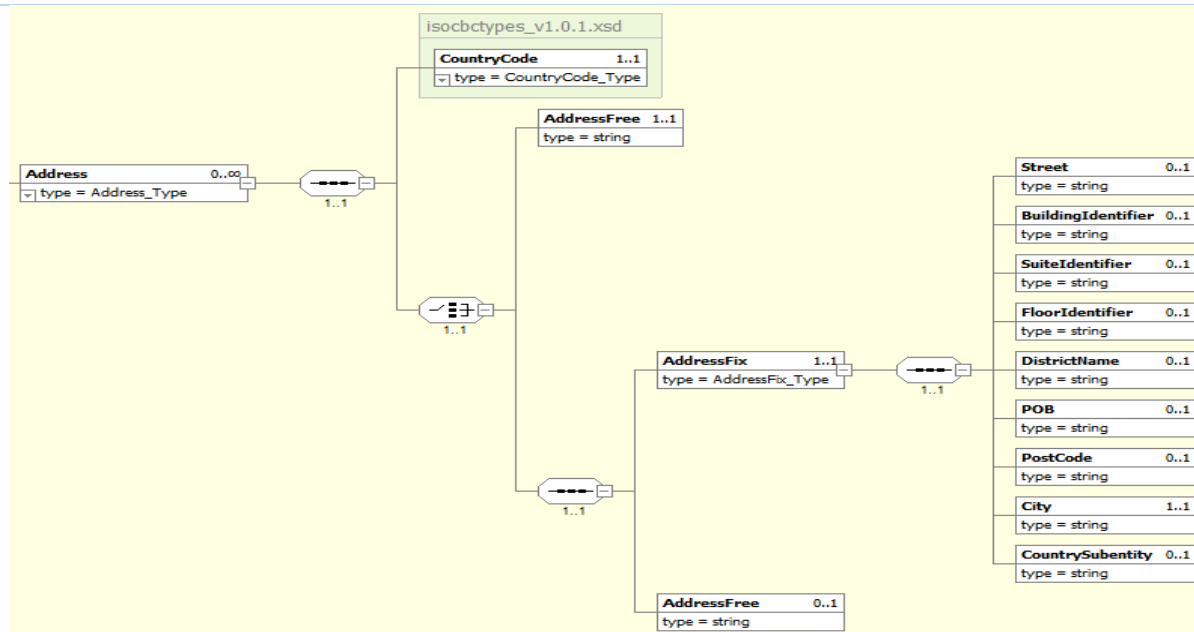 isocbctypes_v1.0.1.xsd
CountryCode 1..1
type = CountryCode_Type
AddressFree 1..1
type = string
Address 0..∞
type = Address_Type
1..1
1..1
AddressFix 1..1
type = AddressFix_Type
1..1
1..1
AddressFree 0..1
type = string
Street 0..1
type = string
BuildingIdentifier 0..1
type = string
SuiteIdentifier 0..1
type = string
FloorIdentifier 0..1
type = string
DistrictName 0..1
type = string
POB 0..1
type = string
PostCode 0..1
type = string
City 1..1
type = string
CountrySubentity 0..1
type = string